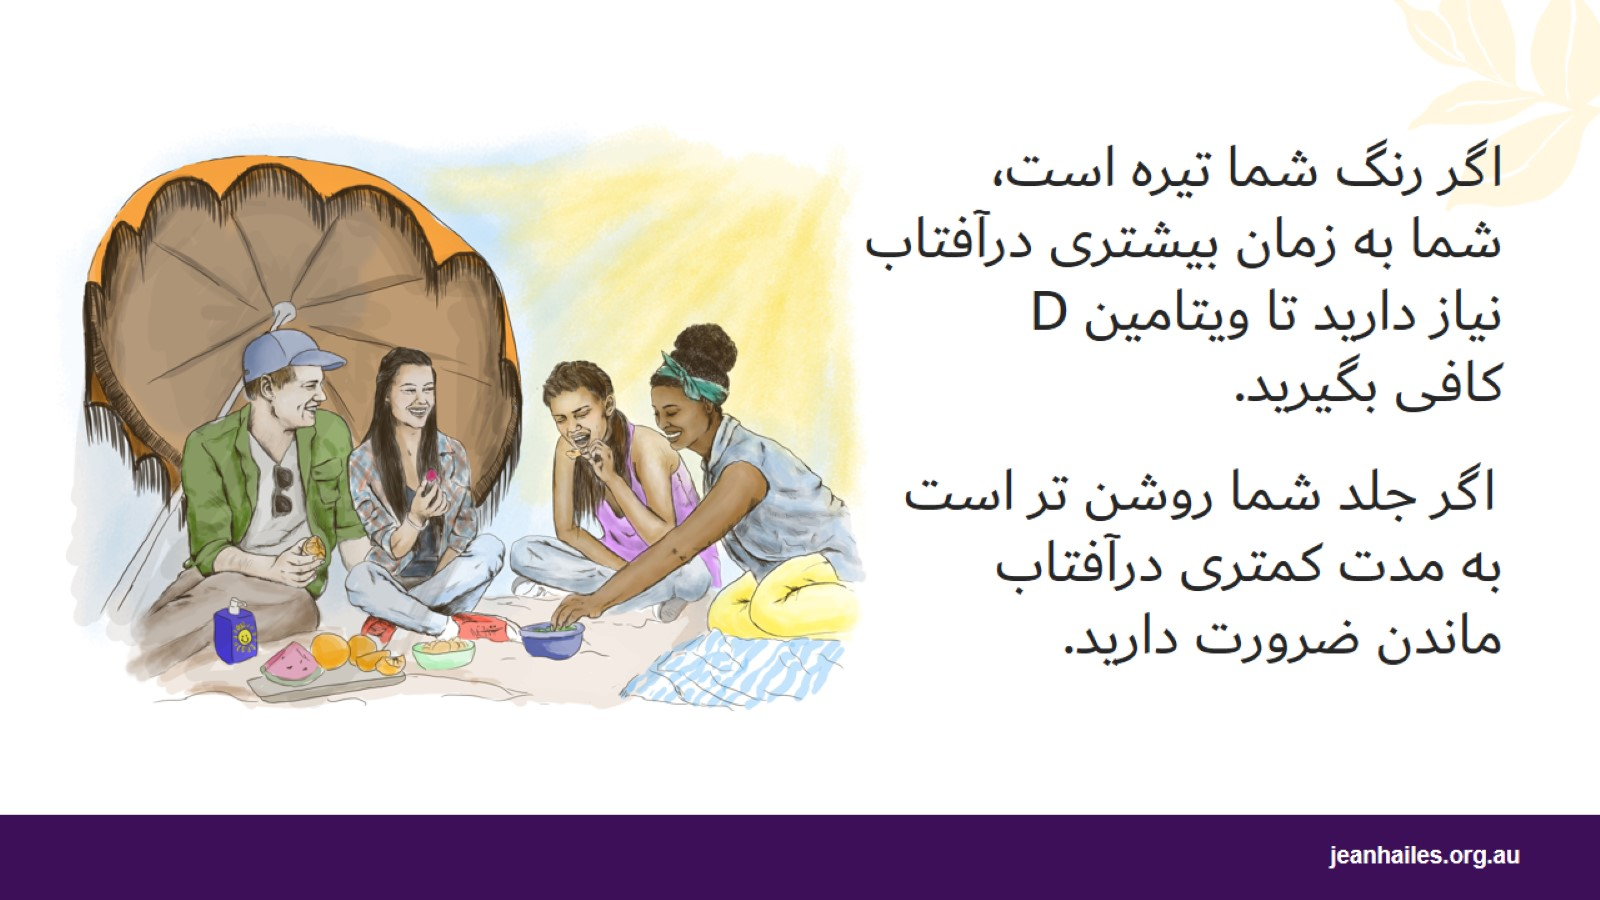 اگر رنگ شما تیره است،
شما به زمان بیشتری درآفتاب
نیاز دارید تا ویتامین D
کافی بگیرید.
اگر جلد شما روشن تر است
به مدت کمتری درآفتاب
ماندن ضرورت دارید.
jeanhailes.org.au